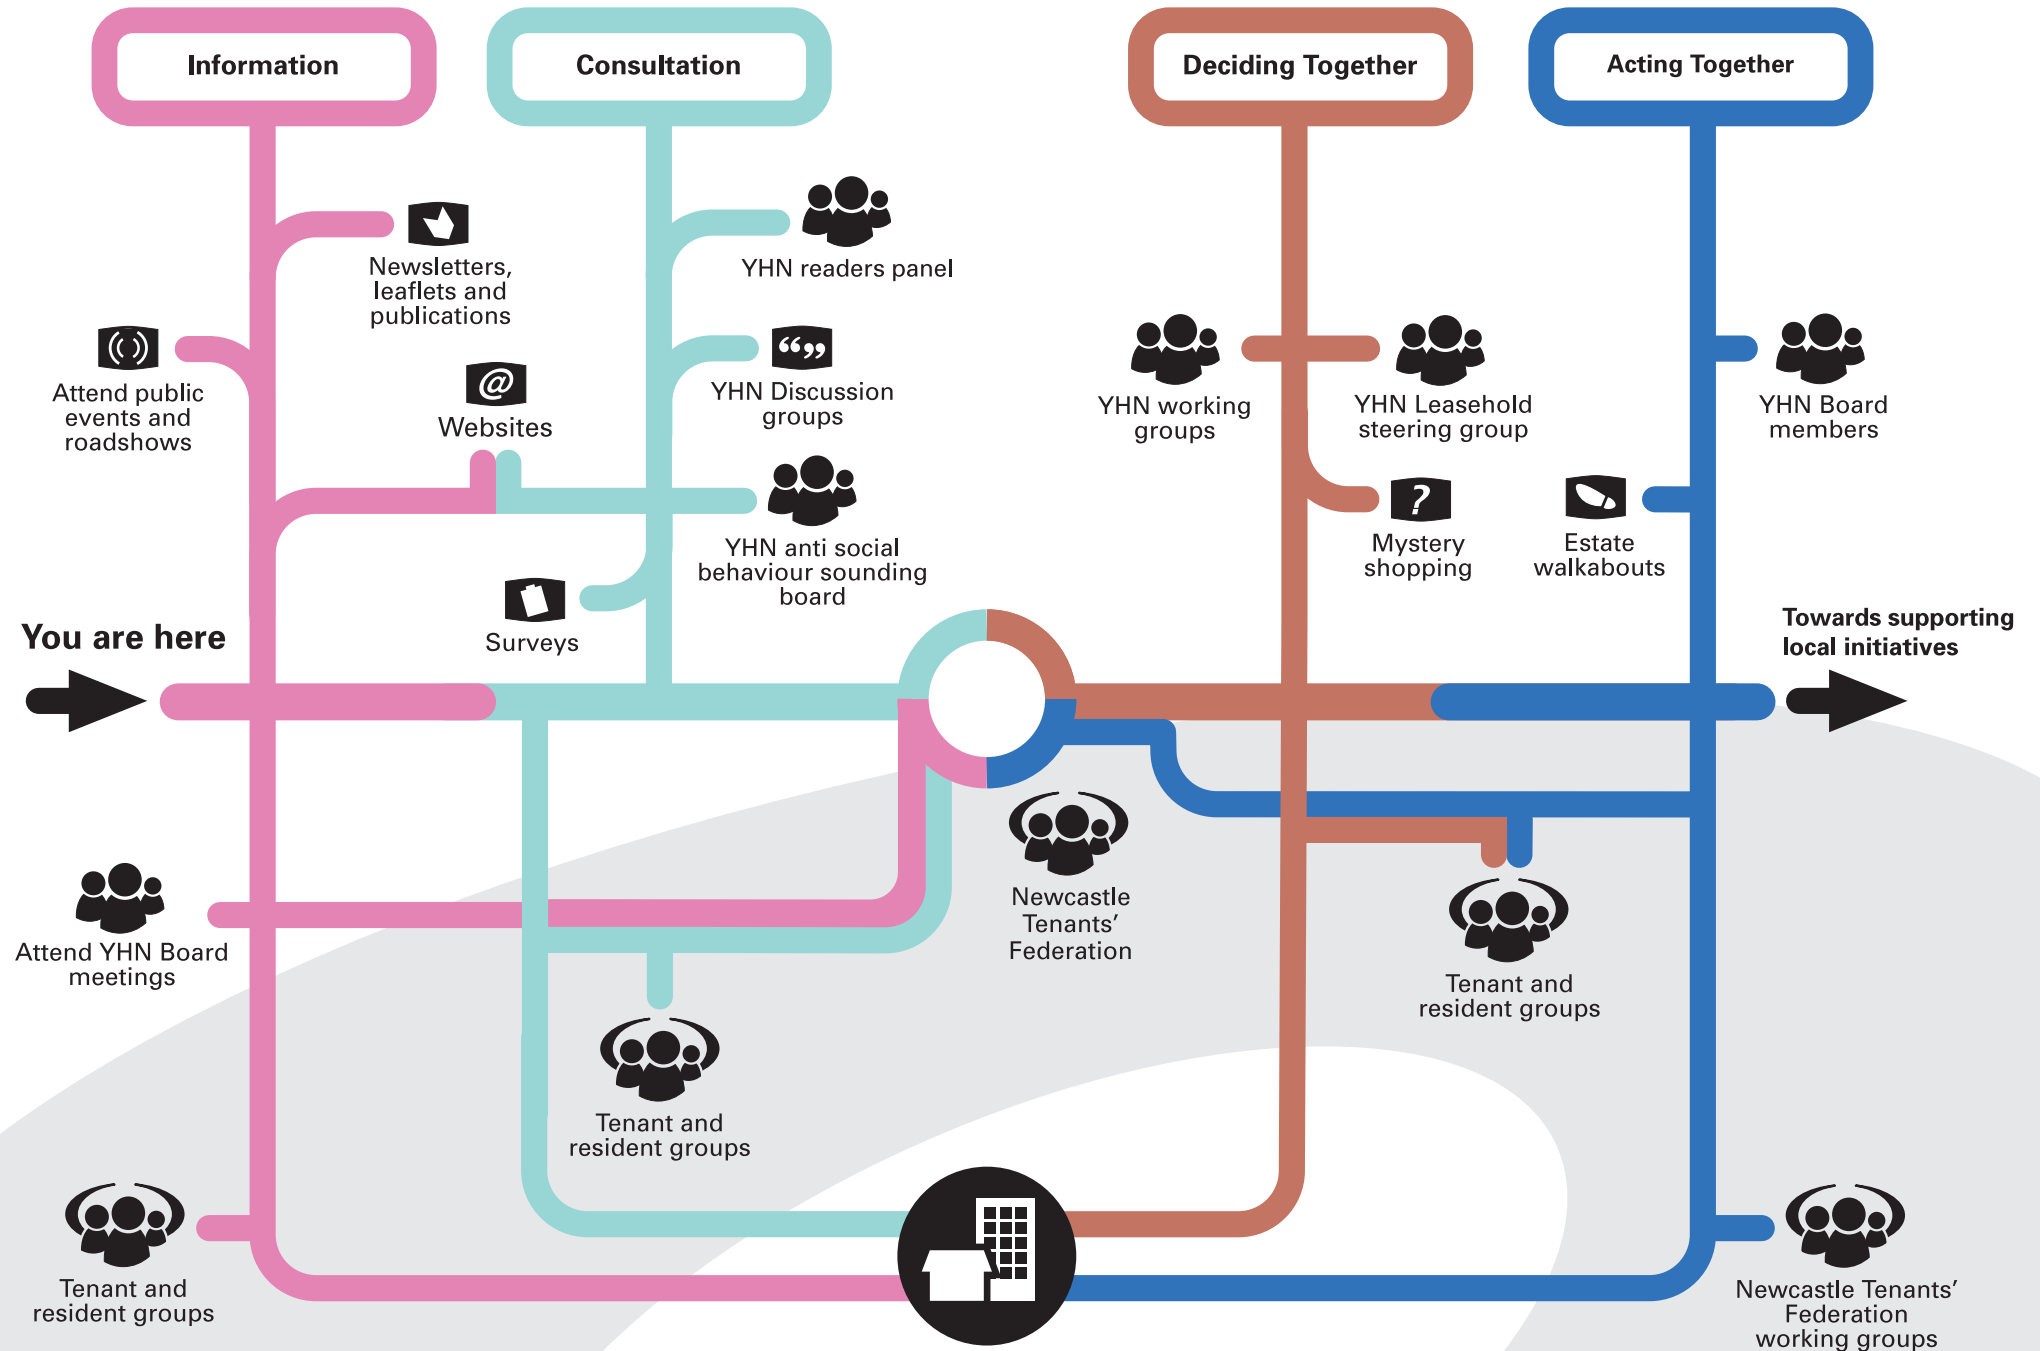 Information
Consultation
Deciding Together
Acting Together
Newsletters,
leaflets and
publications
YHN readers panel
Attend public
events and
roadshows
@
Websites
“„
YHN Discussion
groups
YHN working
groups
YHN Leasehold
steering group
YHN Board
members
YHN anti social
behaviour sounding
board
?
Mystery
shopping
Estate
walkabouts
Surveys
You are here
Towards supporting
local initiatives
Attend YHN Board
meetings
Newcastle
Tenants’
Federation
Tenant and
resident groups
Tenant and
resident groups
Tenant and
resident groups
Newcastle Tenants’
Federation
working groups